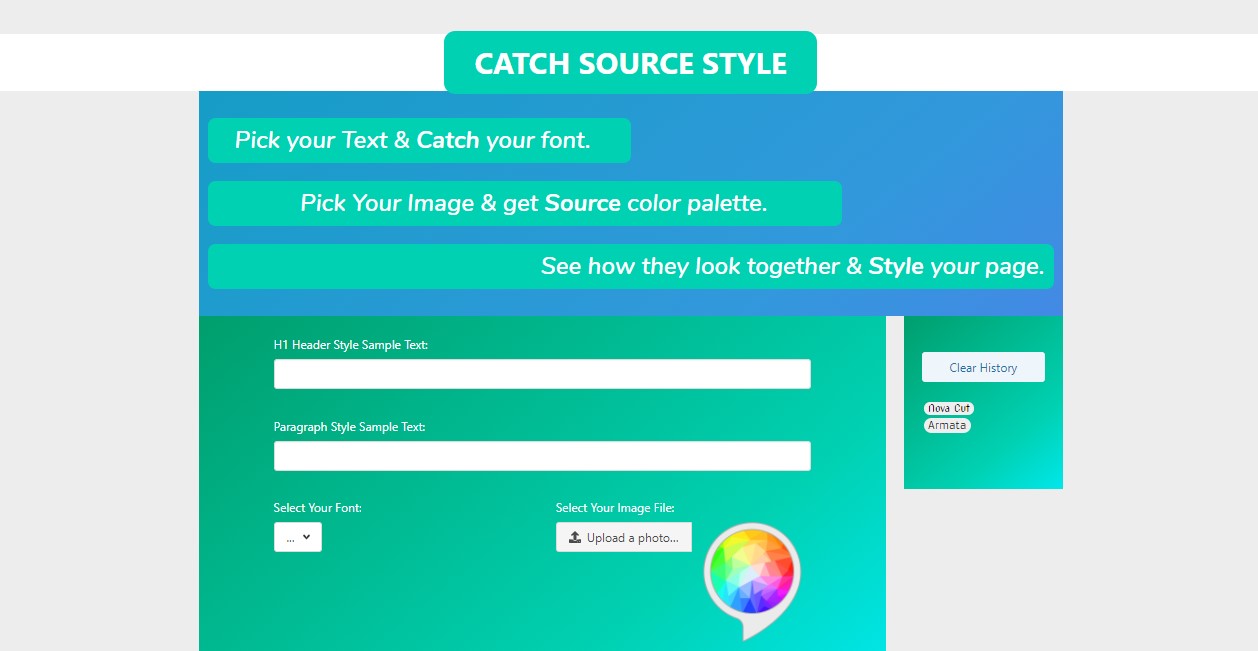 CATCH SOURCE STYLE
Pick your Text & Catch your font.
Pick Your Image & get Source color palette.
See how they look together & Style your page.
H1 Header Style Sample Text:
Paragraph Style Sample Text:
Select Your Font:
...
Select Your Image File:
Upload a photo...
Clear History
Nova Cut
Armata